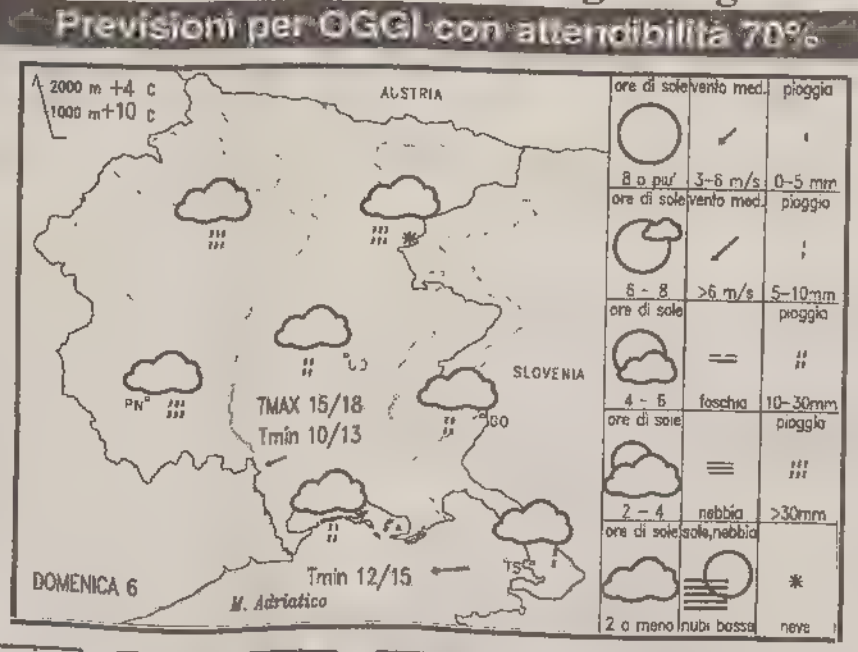 Previsioni per OGGI con attendibilità 70%
2000 m +4 C
1000 m +10 C
AUSTRIA
SLOVENIA
UD
PN
GO
TS
TMAX 15/18
Tmin 10/13
Tmin 12/15
DOMENICA 6
M. Adriatico
ore di sole vento med. pioggia
8 o piu' 3-6 m/s 0-5 mm
ore di sole vento med. pioggia
6 - 8 >6 m/s 5-10mm
ore di sole pioggia
4 - 6 foschia 10-30mm
ore di sole pioggia
2 - 4 nebbia >30mm
ore di sole sole,nebbia
2 o meno nubi basse neve